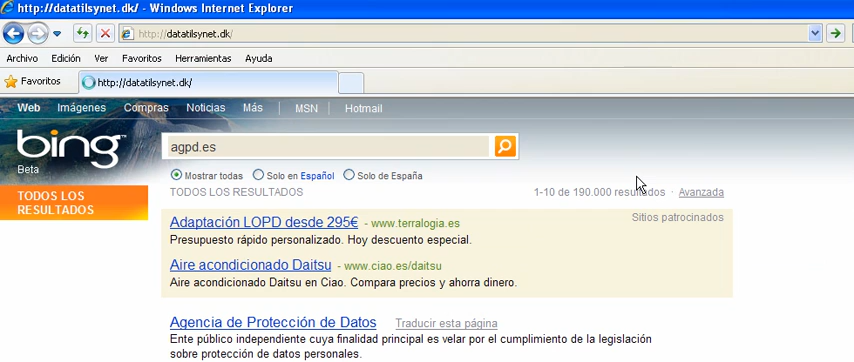 http://datatilsynet.dk/ - Windows Internet Explorer
http://datatilsynet.dk/
Archivo Edición Ver Favoritos Herramientas Ayuda
Favoritos http://datatilsynet.dk/
Web Imágenes Compras Noticias Más | MSN | Hotmail
bing™
Beta
agpd.es
Mostrar todas Solo en Español Solo de España
TODOS LOS RESULTADOS
TODOS LOS RESULTADOS 1-10 de 190.000 resultados · Avanzada
Sitios patrocinados
Adaptación LOPD desde 295€ - www.terralogia.es
Presupuesto rápido personalizado. Hoy descuento especial.
Aire acondicionado Daitsu - www.ciao.es/daitsu
Aire acondicionado Daitsu en Ciao. Compara precios y ahorra dinero.
Agencia de Protección de Datos Traducir esta página
Ente público independiente cuya finalidad principal es velar por el cumplimiento de la legislación
sobre protección de datos personales.